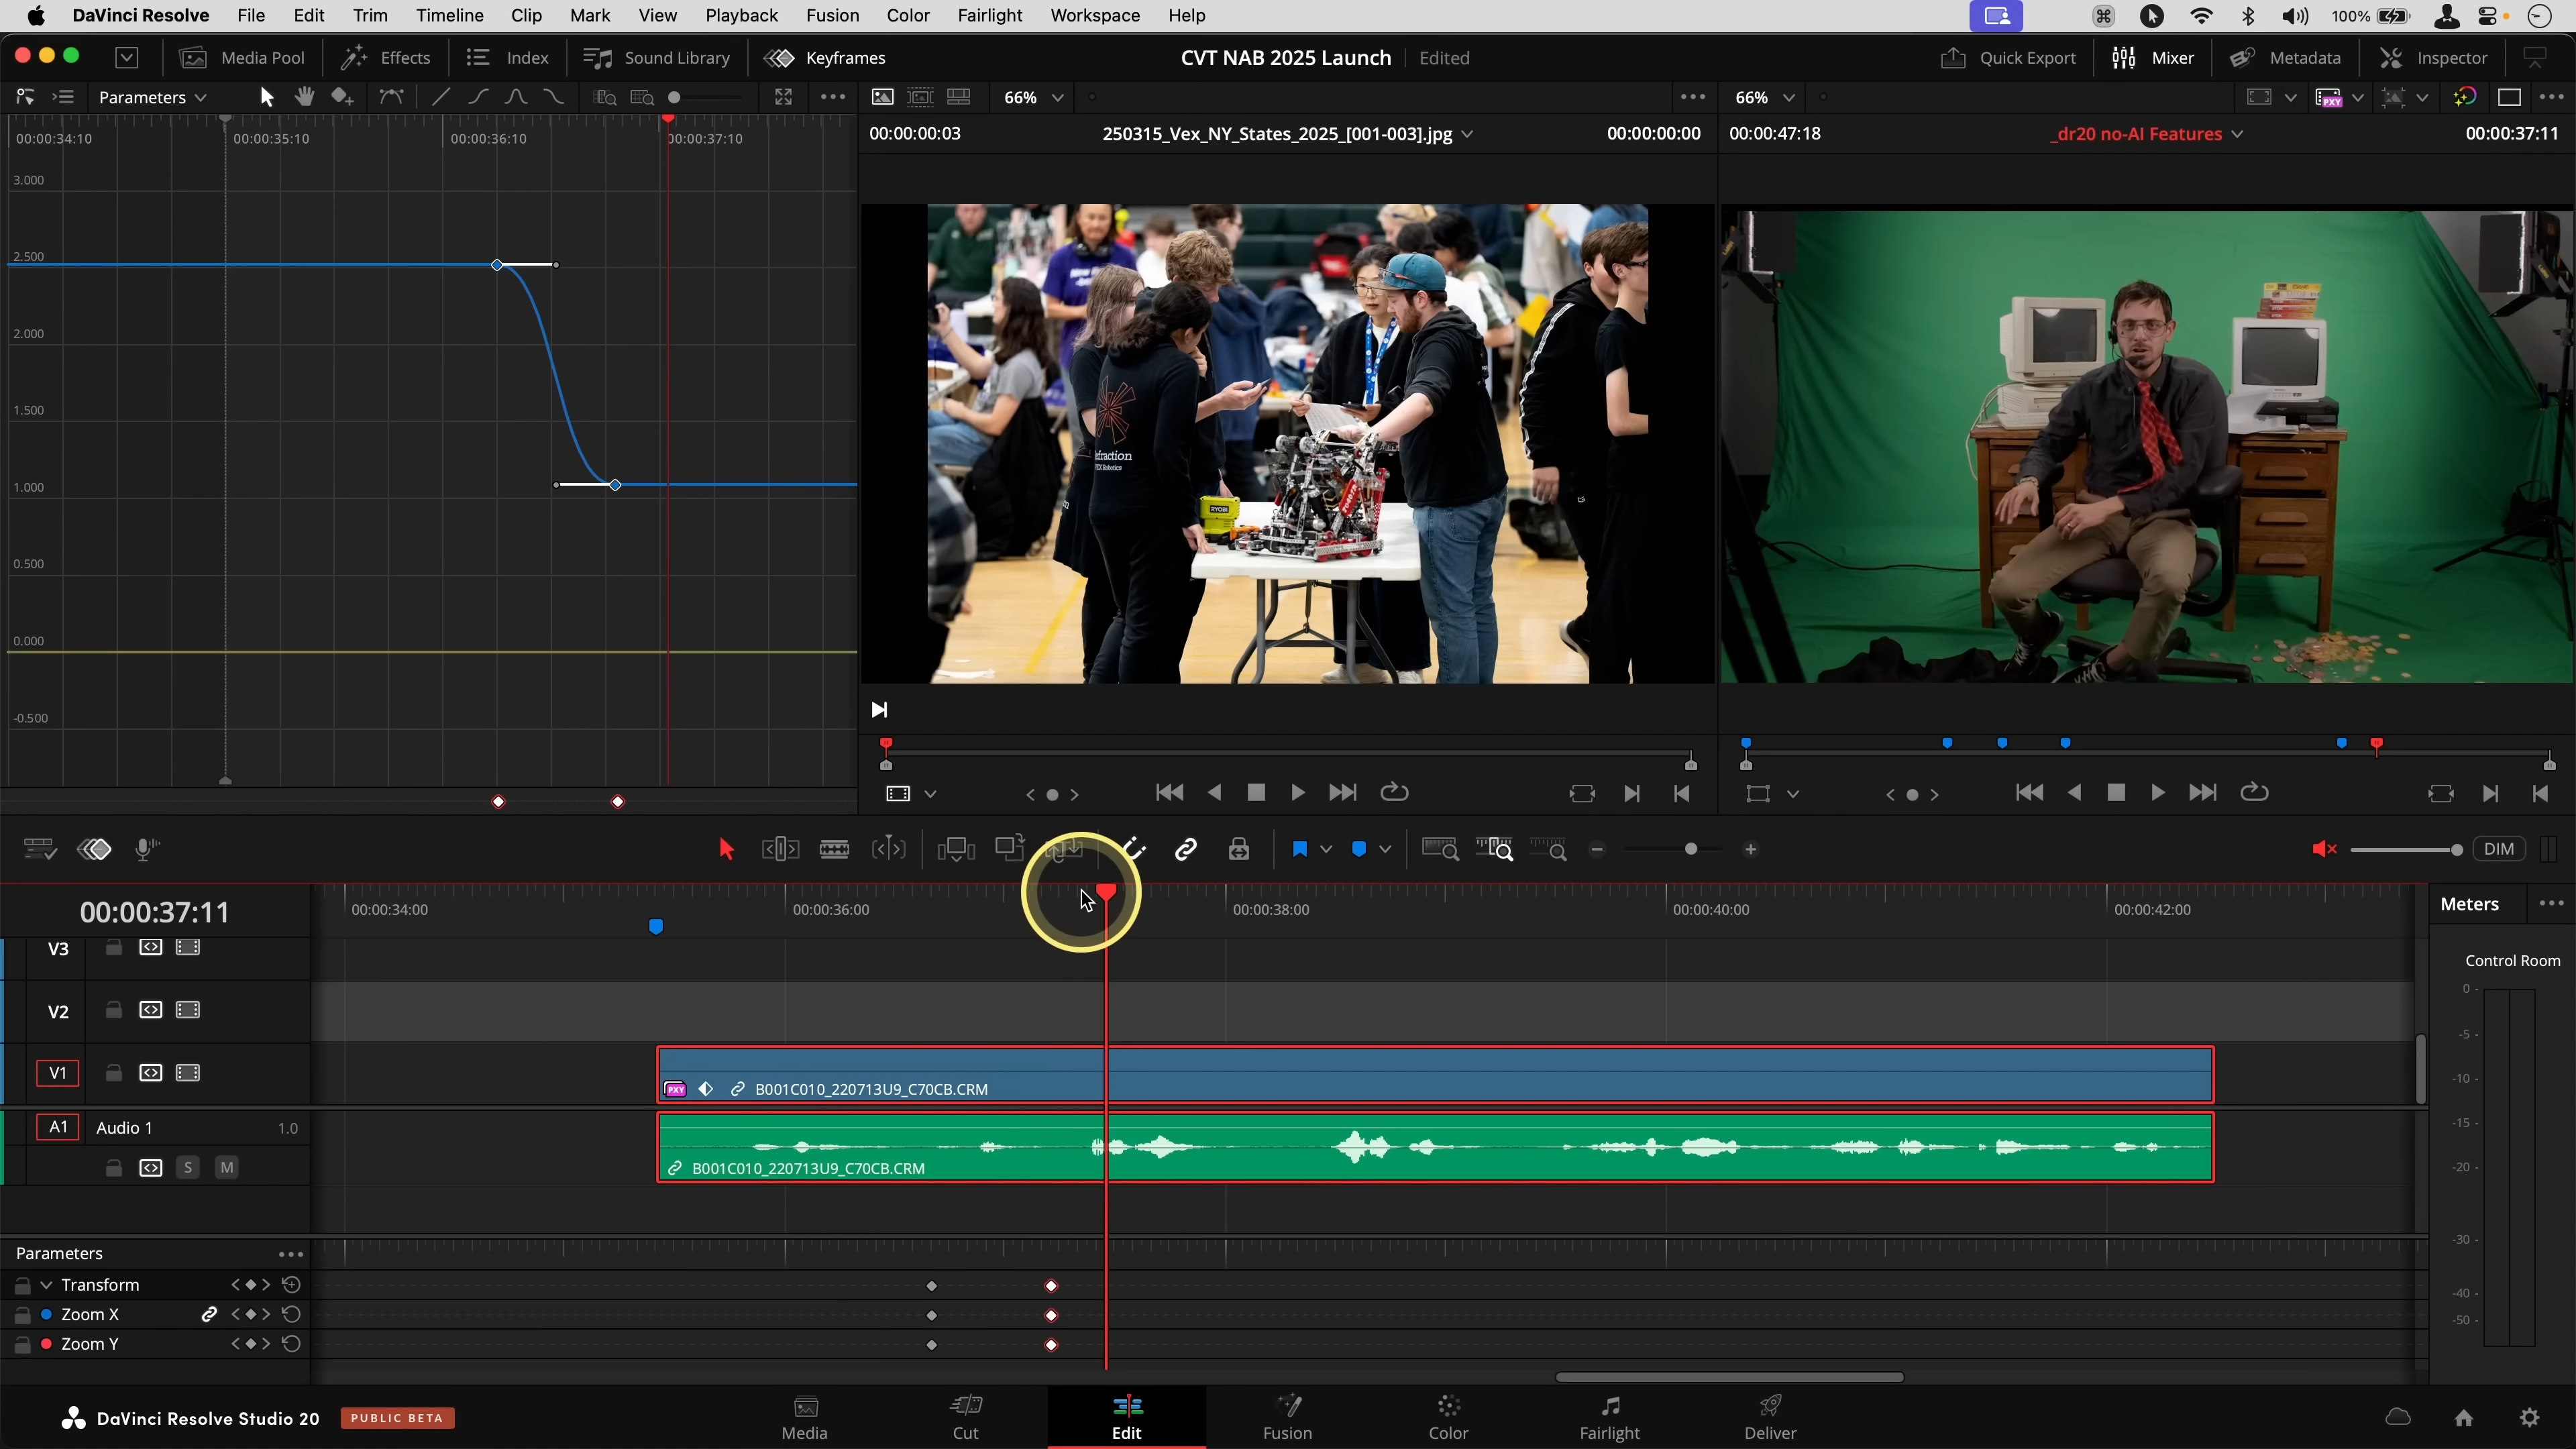 DaVinci Resolve File Edit Trim Timeline Clip Mark View Playback Fusion Color Fairlight Workspace Help 100%
Media Pool Effects Index Sound Library Keyframes CVT NAB 2025 Launch Edited Quick Export Mixer Metadata Inspector
Parameters 66% 66% PXY
00:00:00:03 250315_Vex_NY_States_2025_[001-003].jpg 00:00:00:00 00:00:47:18 _dr20 no-AI Features 00:00:37:11
00:00:34:10 00:00:35:10 00:00:36:10 00:00:37:10
3.000
2.500
2.000
1.500
1.000
0.500
0.000
-0.500
RYOBI
DIM
00:00:37:11 00:00:34:00 00:00:36:00 00:00:38:00 00:00:40:00 00:00:42:00 Meters
V3
Control Room
V2
V1
PXY B001C010_220713U9_C70CB.CRM
A1 Audio 1 1.0
S M
B001C010_220713U9_C70CB.CRM
0
-5
-10
-15
-20
-30
-40
-50
Parameters
Transform
Zoom X
Zoom Y
DaVinci Resolve Studio 20 PUBLIC BETA
Media Cut Edit Fusion Color Fairlight Deliver